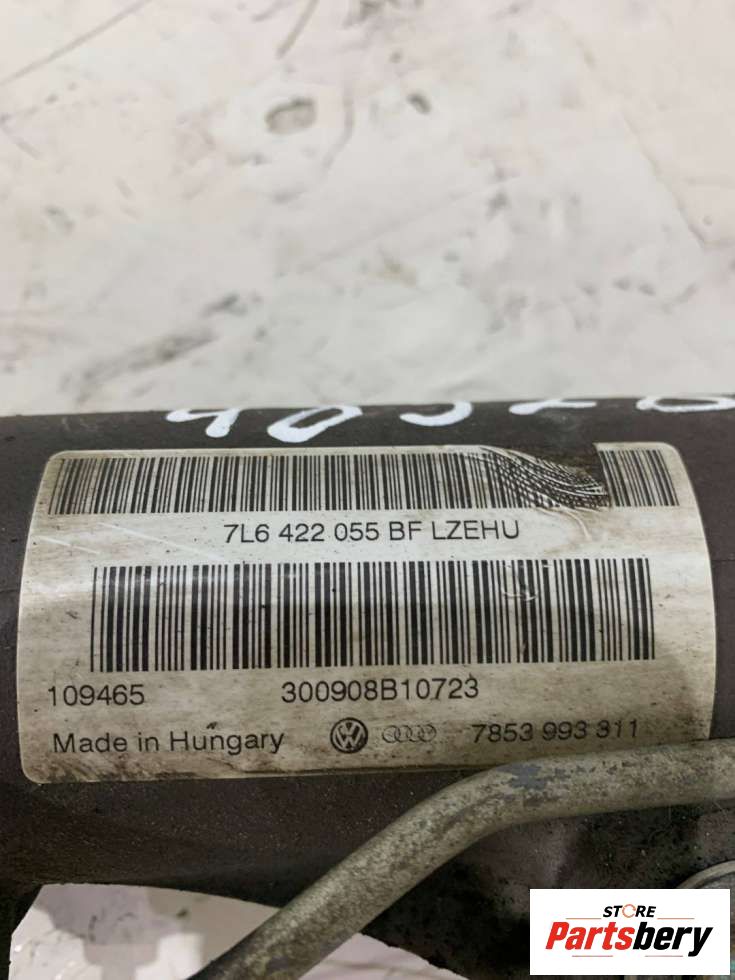 7L6 422 055 BF LZEHU
109465 300908B10723
Made in Hungary 7853 993 311
STORE
Partsbery